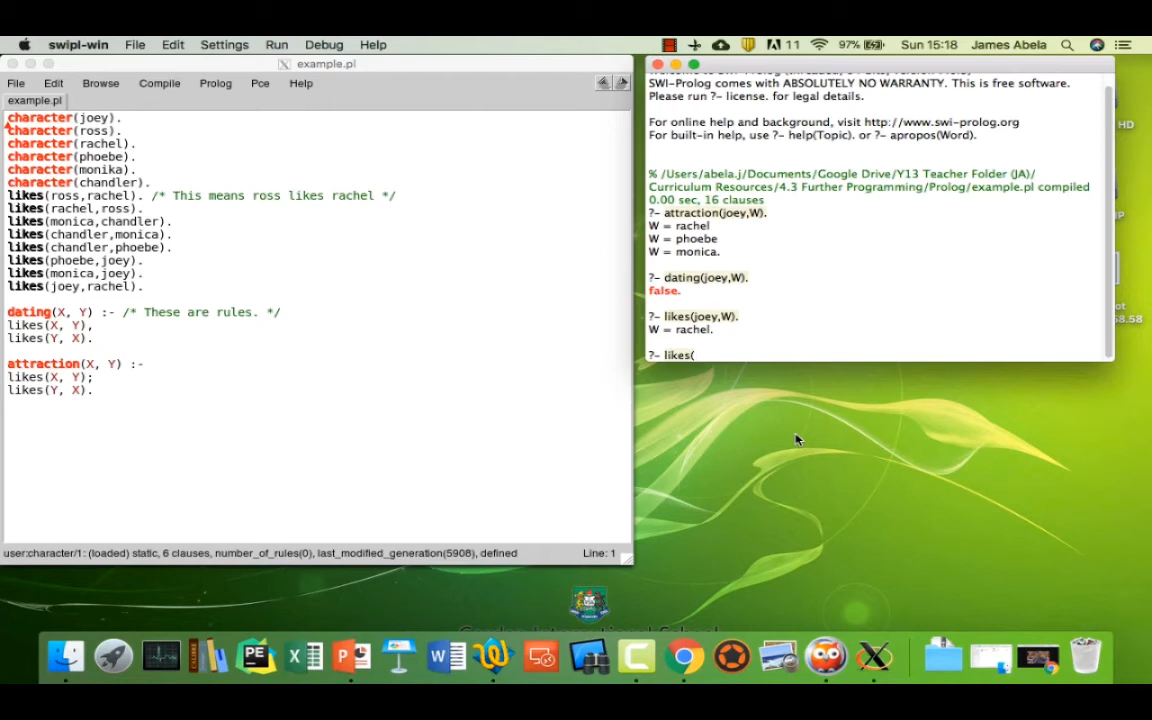 swipl-win File Edit Settings Run Debug Help
11 97% Sun 15:18 James Abela
example.pl
File Edit Browse Compile Prolog Pce Help
example.pl
character(joey).
character(ross).
character(rachel).
character(phoebe).
character(monika).
character(chandler).
likes(ross,rachel). /* This means ross likes rachel */
likes(rachel,ross).
likes(monica,chandler).
likes(chandler,monica).
likes(chandler,phoebe).
likes(phoebe,joey).
likes(monica,joey).
likes(joey,rachel).
dating(X, Y) :- /* These are rules. */
likes(X, Y),
likes(Y, X).
attraction(X, Y) :-
likes(X, Y);
likes(Y, X).
user:character/1: (loaded) static, 6 clauses, number_of_rules(0), last_modified_generation(5908), defined Line: 1
SWI-Prolog comes with ABSOLUTELY NO WARRANTY. This is free software.
Please run ?- license. for legal details.
For online help and background, visit http://www.swi-prolog.org
For built-in help, use ?- help(Topic). or ?- apropos(Word).
% /Users/abela.j/Documents/Google Drive/Y13 Teacher Folder (JA)/
Curriculum Resources/4.3 Further Programming/Prolog/example.pl compiled
0.00 sec, 16 clauses
?- attraction(joey,W).
W = rachel
W = phoebe
W = monica.
?- dating(joey,W).
false.
?- likes(joey,W).
W = rachel.
?- likes(
HD
ot
58.58
PE